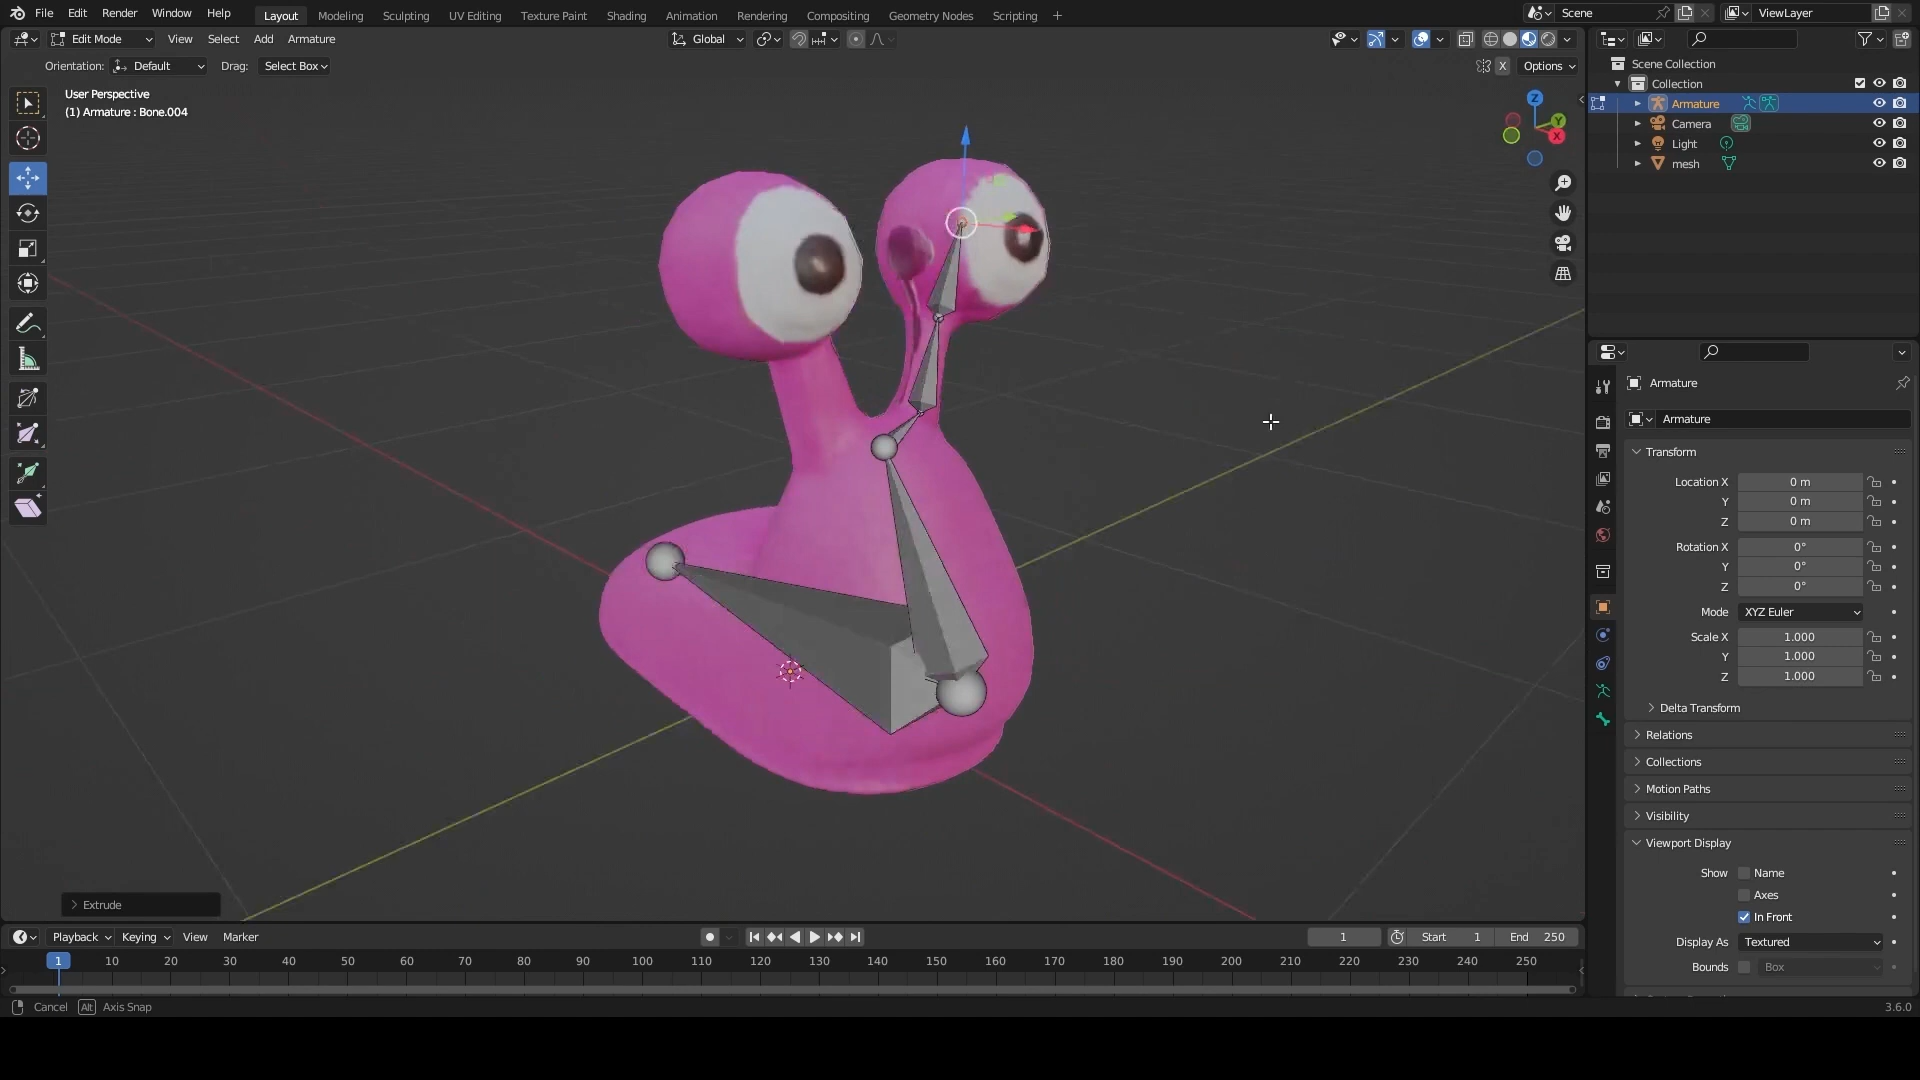 File Edit Render Window Help Layout Modeling Sculpting UV Editing Texture Paint Shading Animation Rendering Compositing Geometry Nodes Scripting + Scene ViewLayer
Edit Mode View Select Add Armature Global
Orientation: Default Drag: Select Box X Options
User Perspective
(1) Armature : Bone.004
Z
Y
X
Scene Collection
Collection
Armature
Camera
Light
mesh
Armature
Armature
Transform
Location X 0 m
Y 0 m
Z 0 m
Rotation X 0°
Y 0°
Z 0°
Mode XYZ Euler
Scale X 1.000
Y 1.000
Z 1.000
Delta Transform
Relations
Collections
Motion Paths
Visibility
Viewport Display
Show Name
Axes
In Front
Display As Textured
Bounds Box
Extrude
Playback Keying View Marker 1 Start 1 End 250
1 10 20 30 40 50 60 70 80 90 100 110 120 130 140 150 160 170 180 190 200 210 220 230 240 250
Cancel Alt Axis Snap 3.6.0